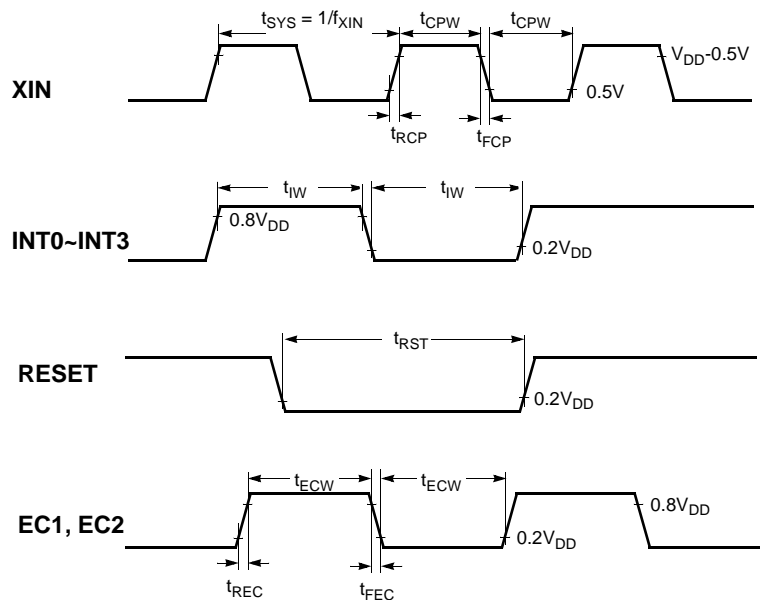 tSYS = 1/fXIN
tCPW
tCPW
VDD-0.5V
XIN
0.5V
tRCP
tFCP
tIW
tIW
0.8VDD
INT0~INT3
0.2VDD
tRST
RESET
0.2VDD
tECW
tECW
0.8VDD
EC1, EC2
0.2VDD
tREC
tFEC